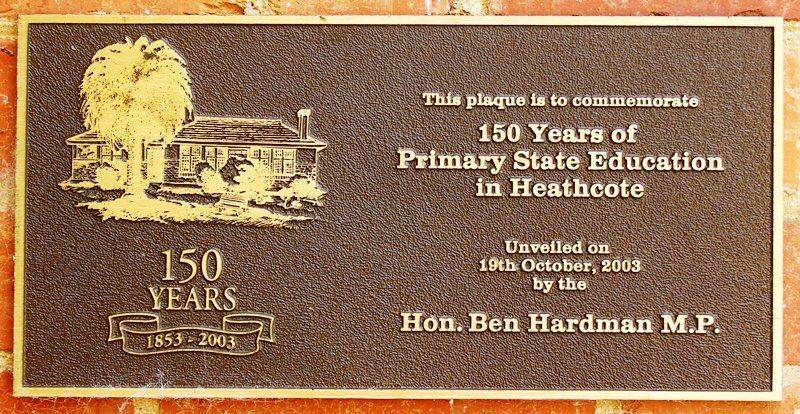 This plaque is to commemorate
150 Years of
Primary State Education
in Heathcote
Unveiled on
19th October, 2003
by the
Hon. Ben Hardman M.P.
150
YEARS
1853 - 2003